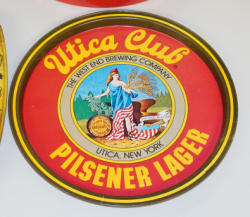 Utica Club
THE WEST END BREWING COMPANY
UTICA, NEW YORK
PILSENER LAGER